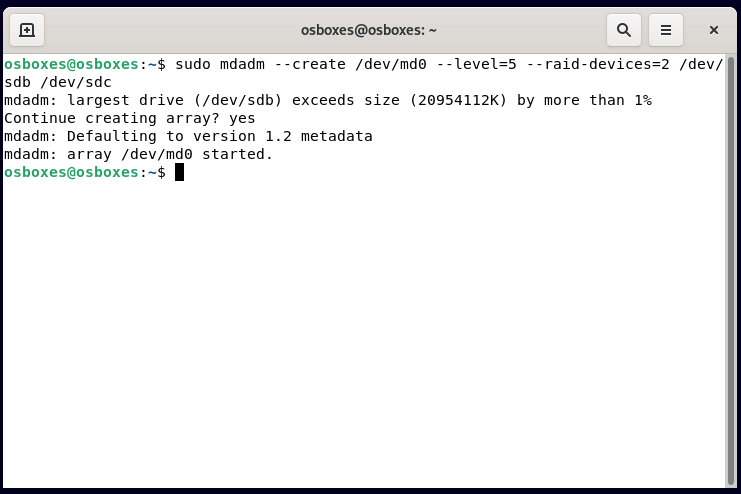 osboxes@osboxes: ~
osboxes@osboxes:~$ sudo mdadm --create /dev/md0 --level=5 --raid-devices=2 /dev/
sdb /dev/sdc
mdadm: largest drive (/dev/sdb) exceeds size (20954112K) by more than 1%
Continue creating array? yes
mdadm: Defaulting to version 1.2 metadata
mdadm: array /dev/md0 started.
osboxes@osboxes:~$